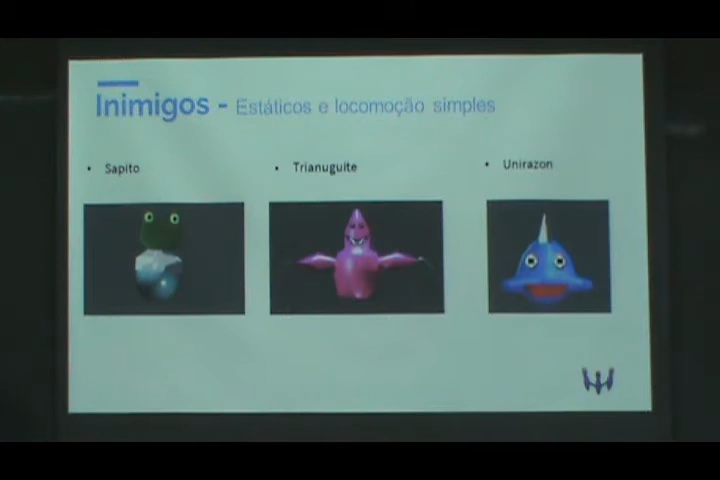 Inimigos - Estáticos e locomoção simples
• Sapito
• Trianuguite
• Unirazon